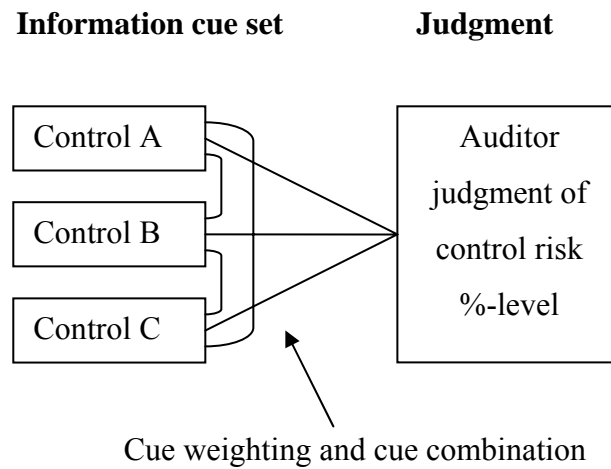 Information cue set
Judgment
Control A
Control B
Control C
Auditor
judgment of
control risk
%-level
Cue weighting and cue combination